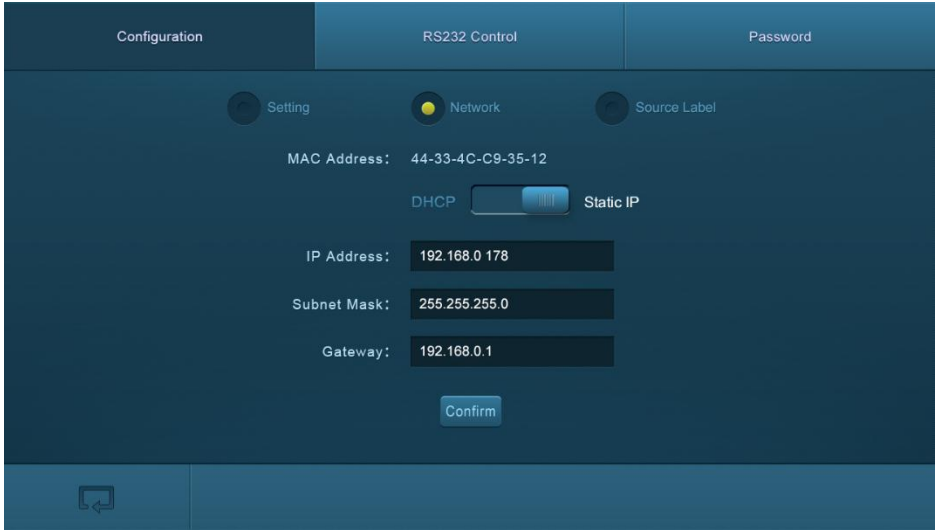 Configuration RS232 Control Password
Setting Network Source Label
MAC Address: 44-33-4C-C9-35-12
DHCP Static IP
IP Address: 192.168.0 178
Subnet Mask: 255.255.255.0
Gateway: 192.168.0.1
Confirm